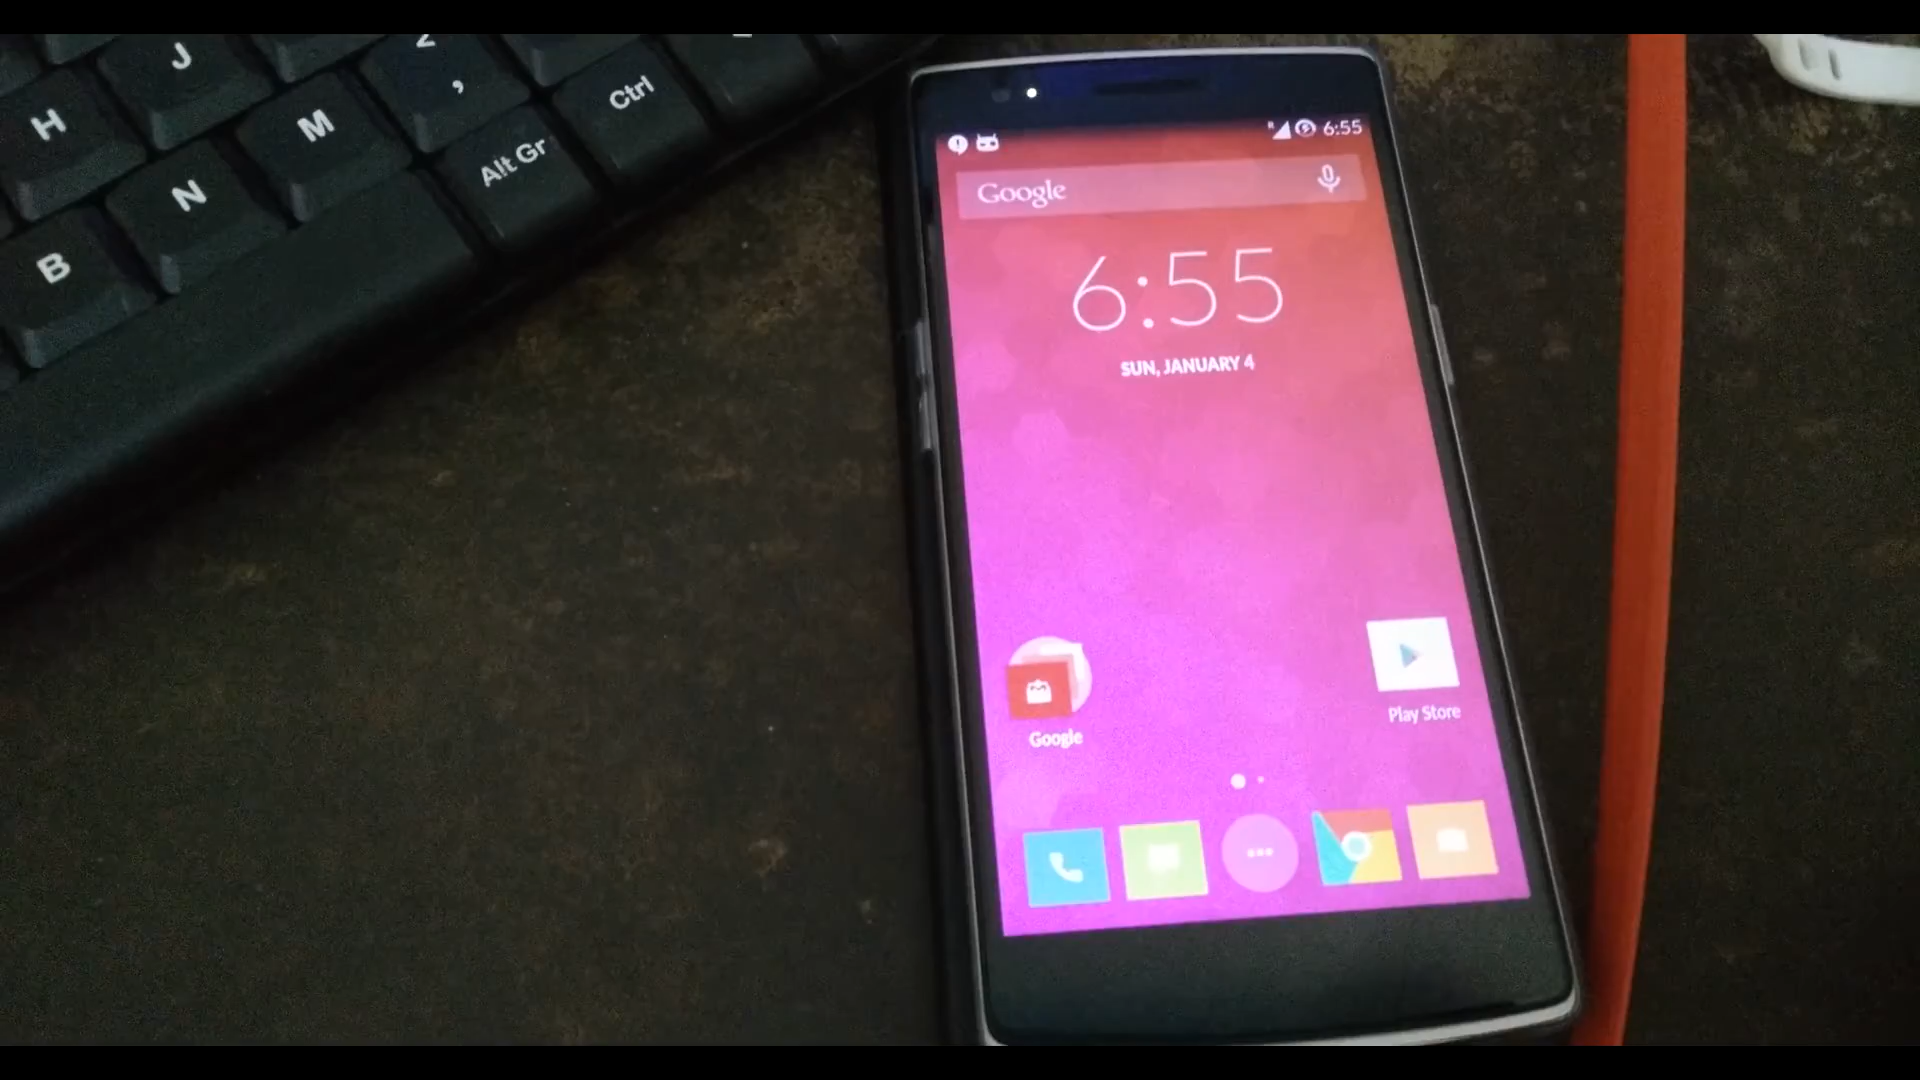 J
H
M
N
B
,
Alt Gr
Ctrl
6:55
Google
6:55
SUN, JANUARY 4
Google
Play Store